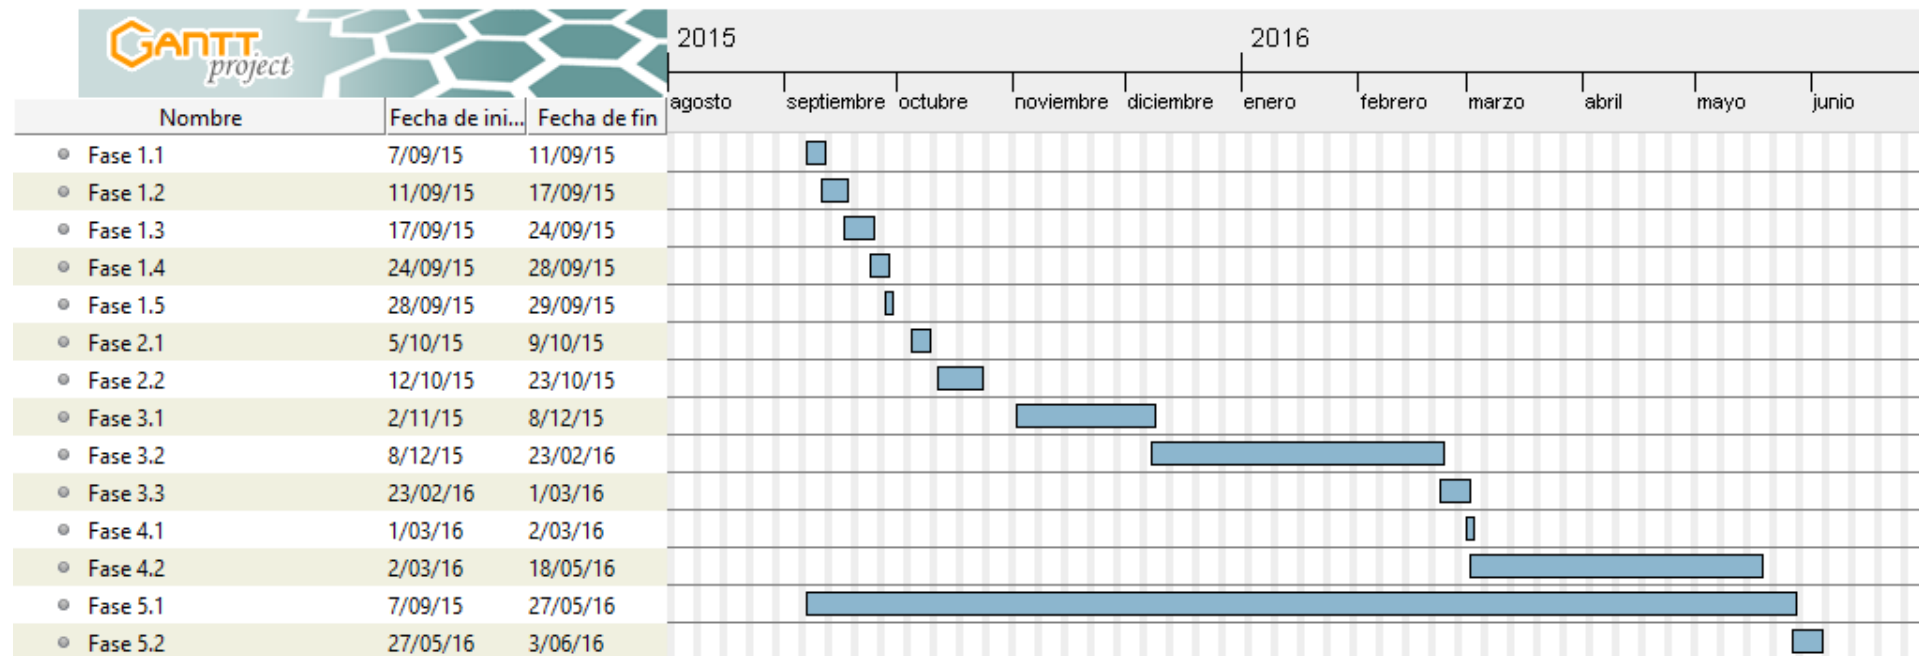 GANTT
project
2015 2016
agosto septiembre octubre noviembre diciembre enero febrero marzo abril mayo junio
Nombre Fecha de ini... Fecha de fin
Fase 1.1 7/09/15 11/09/15
Fase 1.2 11/09/15 17/09/15
Fase 1.3 17/09/15 24/09/15
Fase 1.4 24/09/15 28/09/15
Fase 1.5 28/09/15 29/09/15
Fase 2.1 5/10/15 9/10/15
Fase 2.2 12/10/15 23/10/15
Fase 3.1 2/11/15 8/12/15
Fase 3.2 8/12/15 23/02/16
Fase 3.3 23/02/16 1/03/16
Fase 4.1 1/03/16 2/03/16
Fase 4.2 2/03/16 18/05/16
Fase 5.1 7/09/15 27/05/16
Fase 5.2 27/05/16 3/06/16